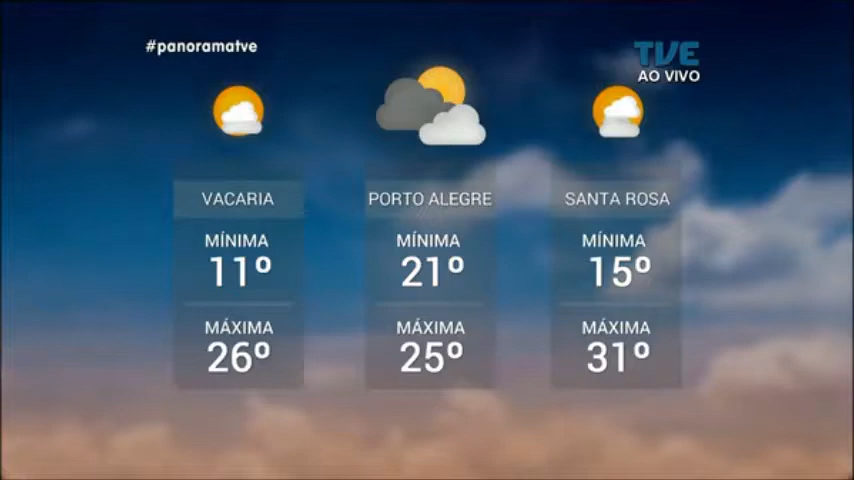 #panoramatve
TVE
AO VIVO
VACARIA
MÍNIMA
11º
MÁXIMA
26º
PORTO ALEGRE
MÍNIMA
21º
MÁXIMA
25º
SANTA ROSA
MÍNIMA
15º
MÁXIMA
31º